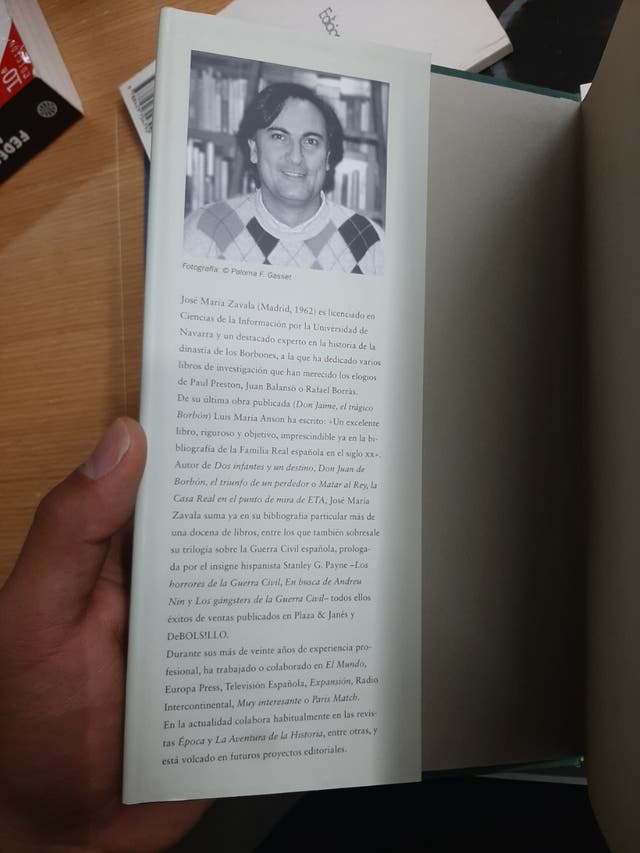 Edició
FEDE
Fotografía: © Paloma F. Gasset
José María Zavala (Madrid, 1962) es licenciado en
Ciencias de la Información por la Universidad de
Navarra y un destacado experto en la historia de la
dinastía de los Borbones, a la que ha dedicado varios
libros de investigación que han merecido los elogios
de Paul Preston, Juan Balansó o Rafael Borràs.
De su última obra publicada (Don Jaime, el trágico
Borbón) Luis María Anson ha escrito: «Un excelente
libro, riguroso y objetivo, imprescindible ya en la bi-
bliografía de la Familia Real española en el siglo xx».
Autor de Dos infantes y un destino, Don Juan de
Borbón, el triunfo de un perdedor o Matar al Rey, la
Casa Real en el punto de mira de ETA, José María
Zavala suma ya en su bibliografía particular más de
una docena de libros, entre los que también sobresale
su trilogía sobre la Guerra Civil española, prologa-
da por el insigne hispanista Stanley G. Payne –Los
horrores de la Guerra Civil, En busca de Andreu
Nin y Los gángsters de la Guerra Civil– todos ellos
éxitos de ventas publicados en Plaza & Janés y
DeBOLS!LLO.
Durante sus más de veinte años de experiencia pro-
fesional, ha trabajado o colaborado en El Mundo,
Europa Press, Televisión Española, Expansión, Radio
Intercontinental, Muy interesante o Paris Match.
En la actualidad colabora habitualmente en las revis-
tas Época y La Aventura de la Historia, entre otras, y
está volcado en futuros proyectos editoriales.